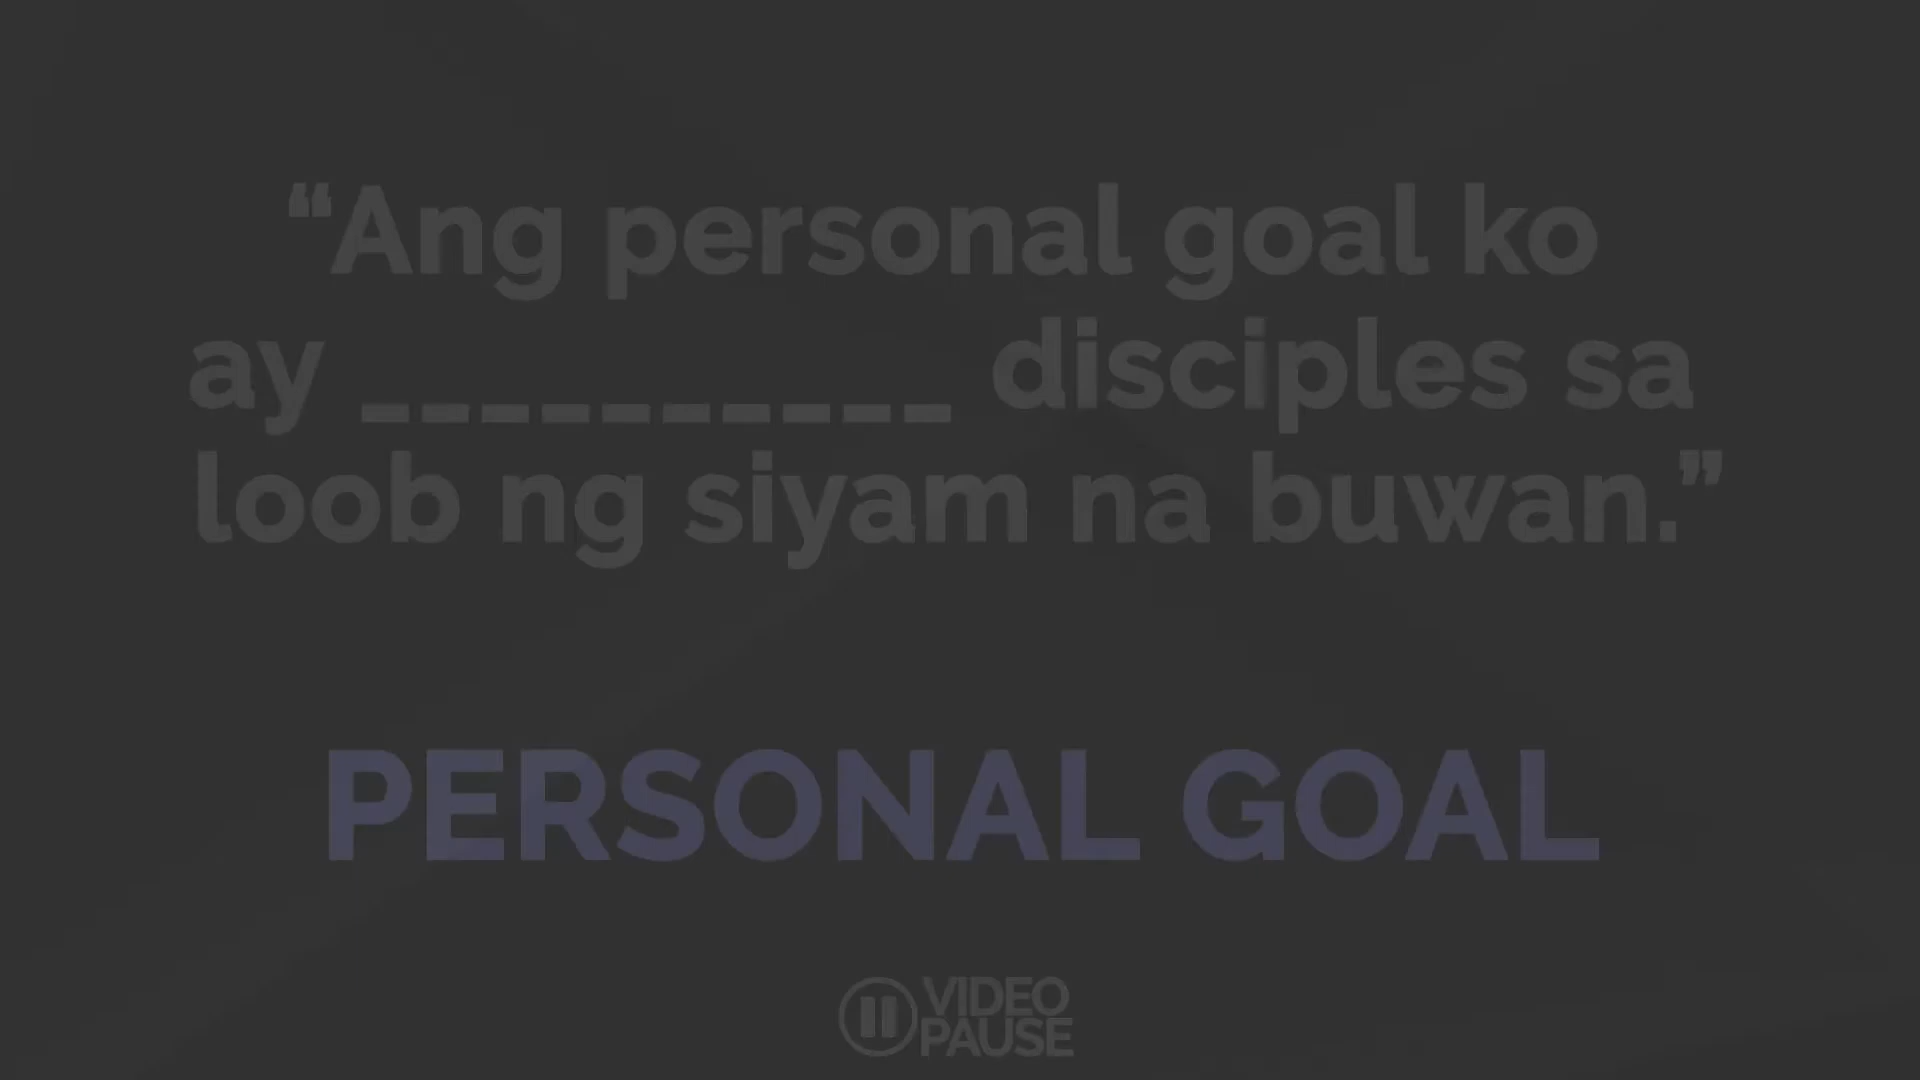 “Ang personal goal ko
ay __________ disciples sa
loob ng siyam na buwan.”
PERSONAL GOAL
VIDEO
PAUSE